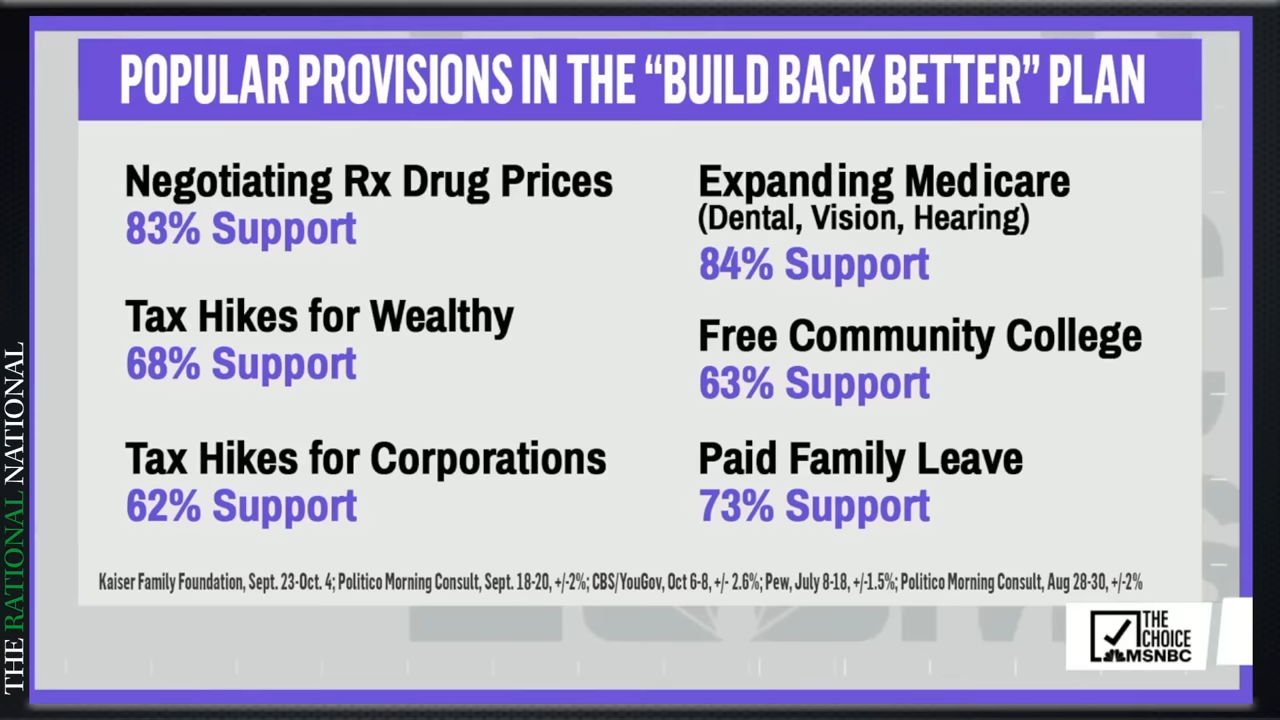 POPULAR PROVISIONS IN THE “BUILD BACK BETTER” PLAN
Negotiating Rx Drug Prices
83% Support
Tax Hikes for Wealthy
68% Support
Tax Hikes for Corporations
62% Support
Expanding Medicare
(Dental, Vision, Hearing)
84% Support
Free Community College
63% Support
Paid Family Leave
73% Support
Kaiser Family Foundation, Sept. 23-Oct. 4; Politico Morning Consult, Sept. 18-20, +/-2%; CBS/YouGov, Oct 6-8, +/- 2.6%; Pew, July 8-18, +/-1.5%; Politico Morning Consult, Aug 28-30, +/-2%
THE
CHOICE
MSNBC
THE RATIONAL NATIONAL